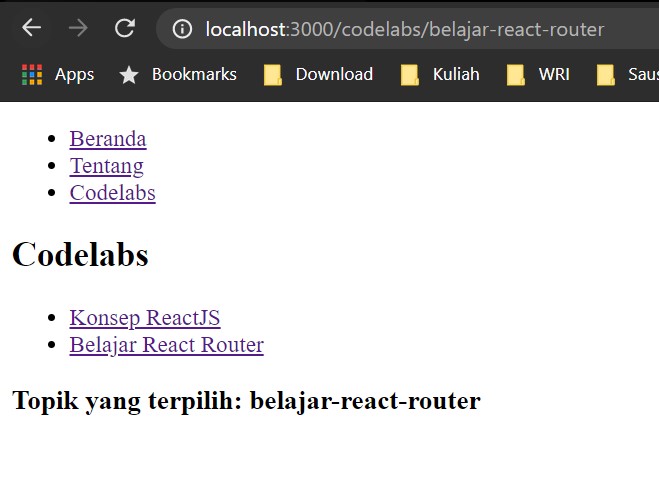 localhost:3000/codelabs/belajar-react-router
Apps Bookmarks Download Kuliah WRI Saus
Beranda
Tentang
Codelabs
Codelabs
Konsep ReactJS
Belajar React Router
Topik yang terpilih: belajar-react-router